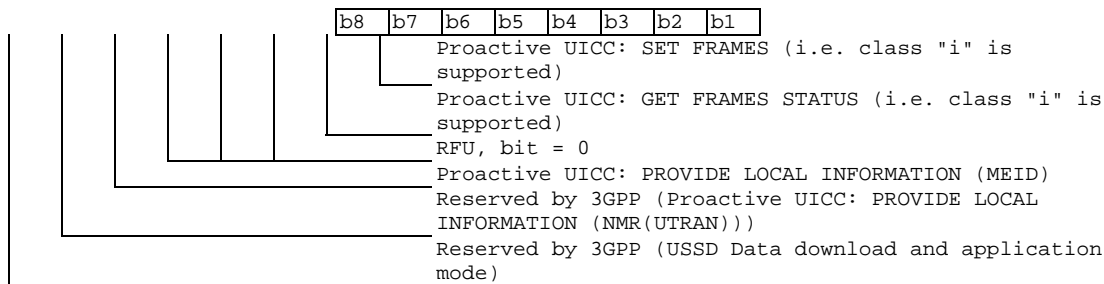 b8 b7 b6 b5 b4 b3 b2 b1
Proactive UICC: SET FRAMES (i.e. class "i" is
supported)
Proactive UICC: GET FRAMES STATUS (i.e. class "i" is
supported)
RFU, bit = 0
Proactive UICC: PROVIDE LOCAL INFORMATION (MEID)
Reserved by 3GPP (Proactive UICC: PROVIDE LOCAL
INFORMATION (NMR(UTRAN)))
Reserved by 3GPP (USSD Data download and application
mode)